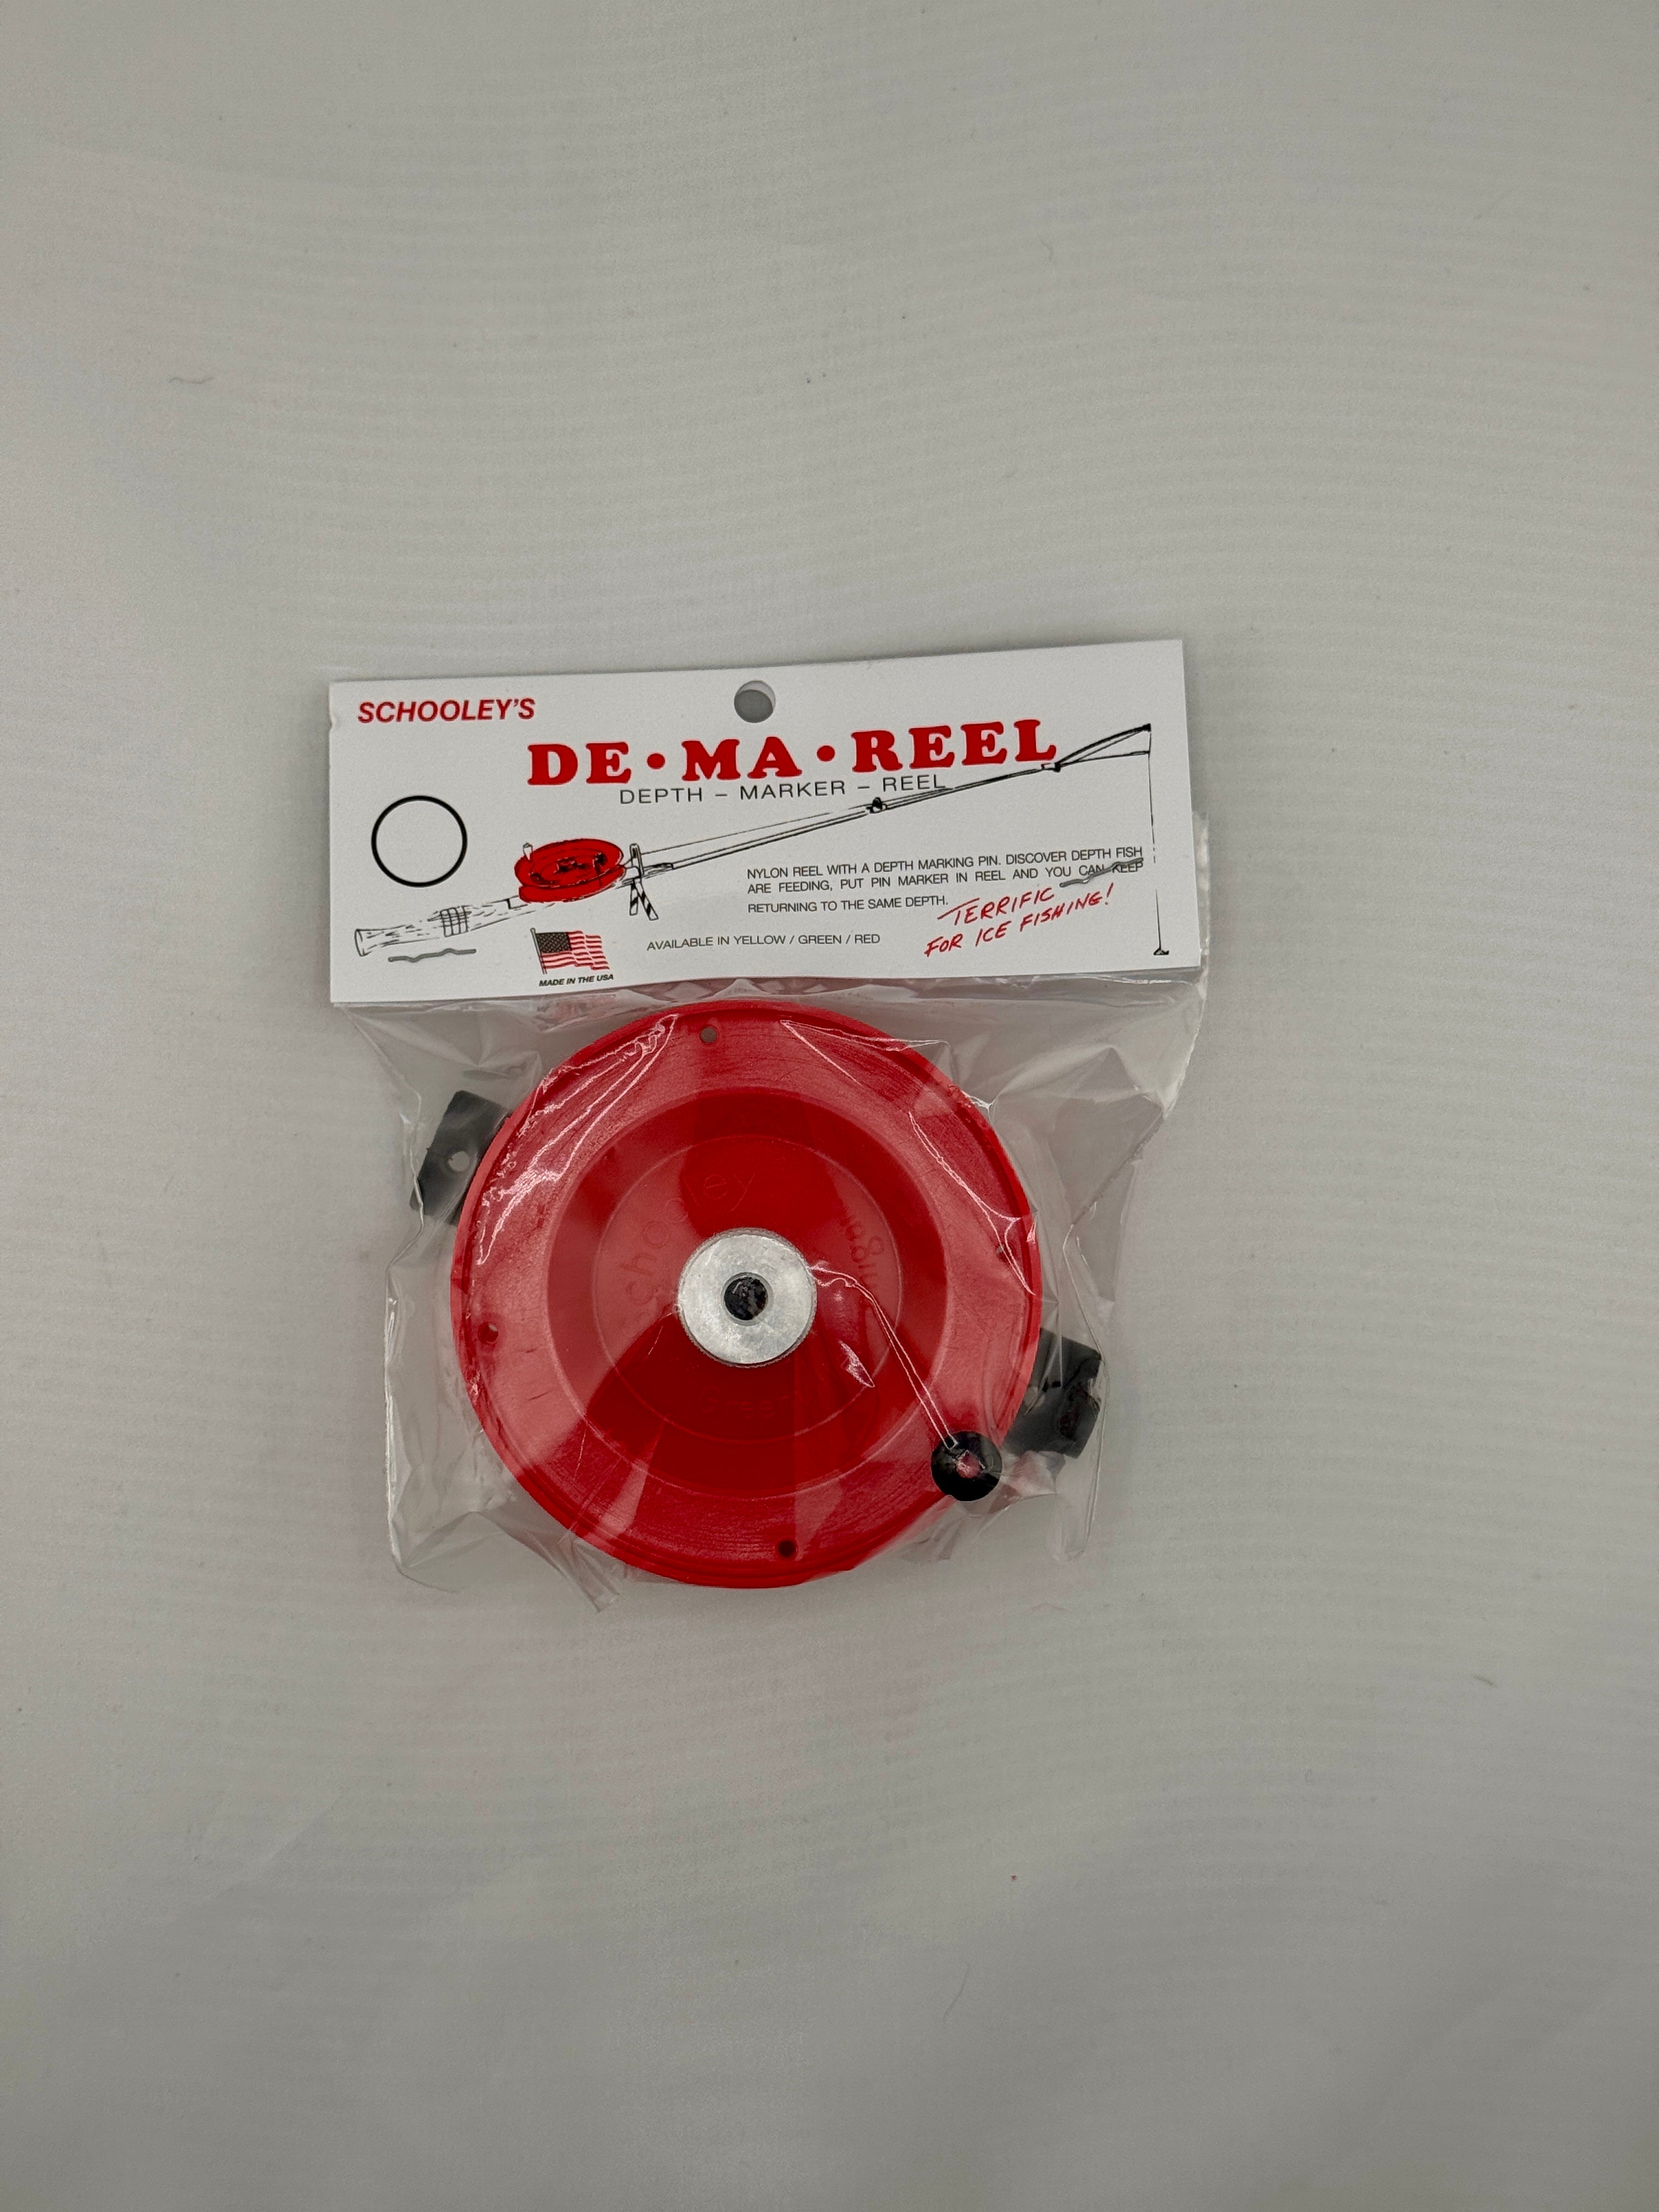 SCHOOLEY'S
DE•MA•REEL
DEPTH – MARKER – REEL
NYLON REEL WITH A DEPTH MARKING PIN. DISCOVER DEPTH FISH
ARE FEEDING, PUT PIN MARKER IN REEL AND YOU CAN KEEP
RETURNING TO THE SAME DEPTH.
TERRIFIC
FOR ICE FISHING!
AVAILABLE IN YELLOW / GREEN / RED
MADE IN THE USA
Schooley